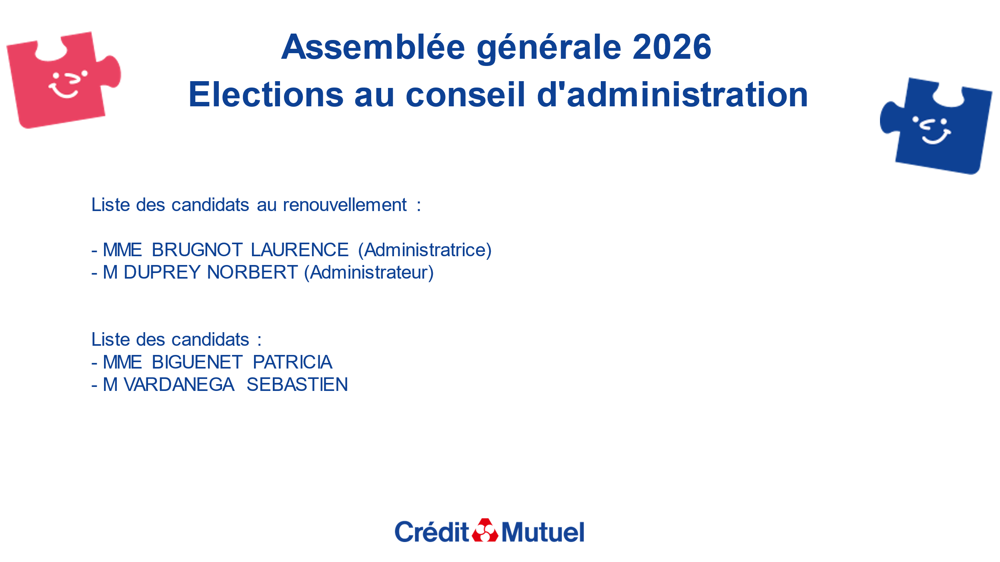 Assemblée générale 2026
Elections au conseil d'administration
Liste des candidats au renouvellement :
- MME BRUGNOT LAURENCE (Administratrice)
- M DUPREY NORBERT (Administrateur)
Liste des candidats :
- MME BIGUENET PATRICIA
- M VARDANEGA SEBASTIEN
Crédit Mutuel